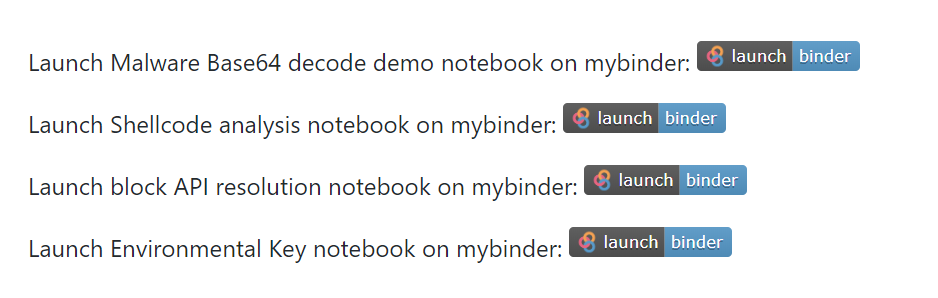 Launch Malware Base64 decode demo notebook on mybinder: launch binder
Launch Shellcode analysis notebook on mybinder: launch binder
Launch block API resolution notebook on mybinder: launch binder
Launch Environmental Key notebook on mybinder: launch binder